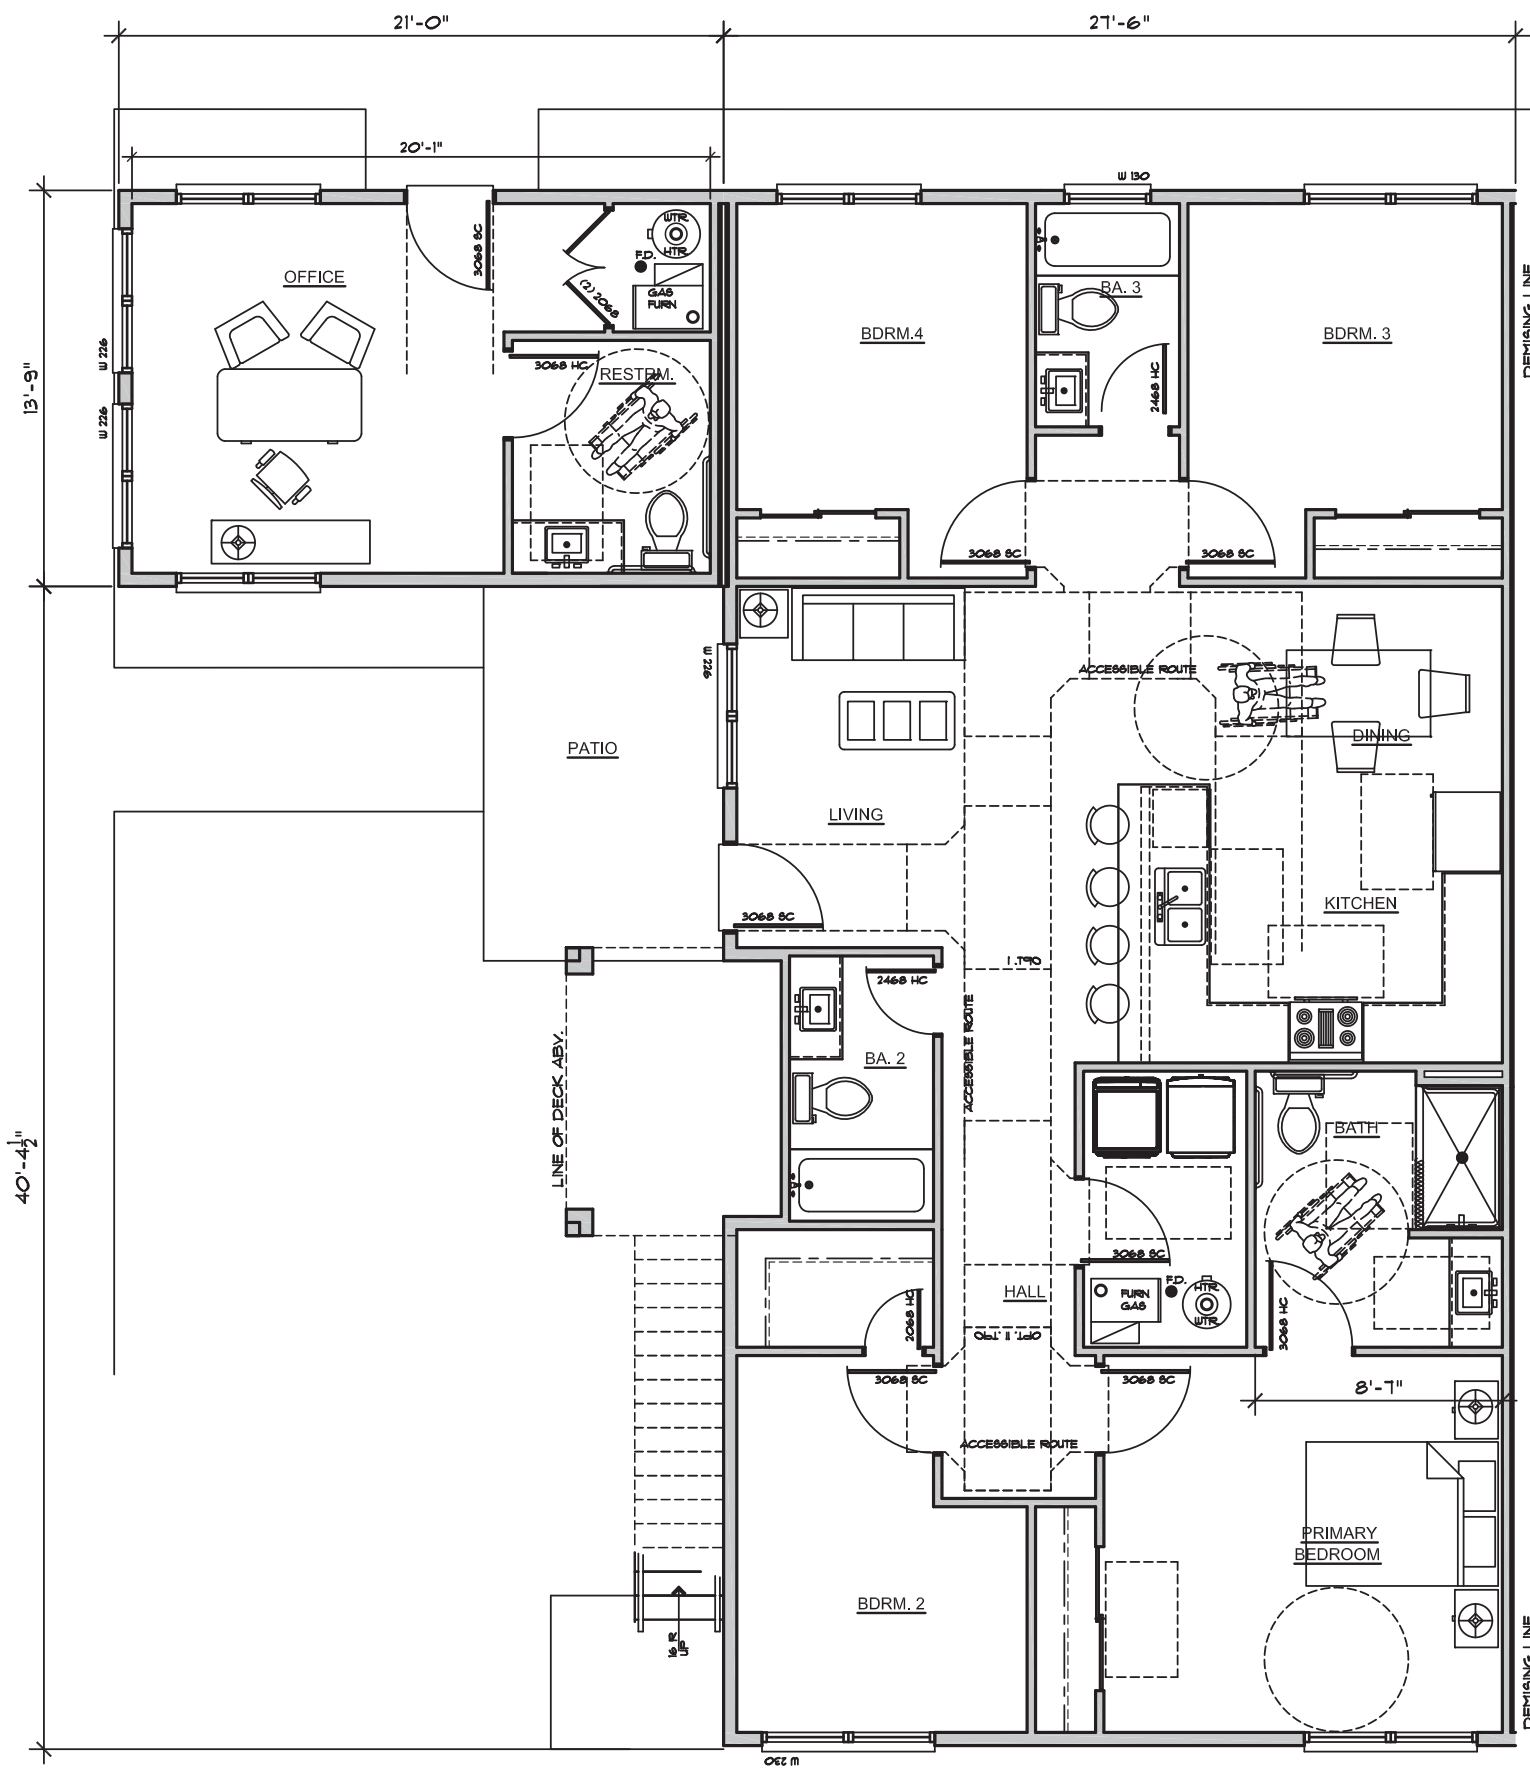 21'-0"
27'-6"
20'-1"
W 130
3068 SC
WTR
HTR
F.D.
GAS
FURN
(2) 2068
OFFICE
BA. 3
DEMISING LINE
BDRM.4
BDRM. 3
W 226
W 226
13'-9"
3068 HC
RESTRM.
2468 HC
3068 SC
3068 SC
W 226
ACCESSIBLE ROUTE
PATIO
DINING
LIVING
KITCHEN
3068 SC
2468 HC
ACCESSIBLE ROUTE
LINE OF DECK ABV.
BA. 2
BATH
40'-4 1/2"
3068 SC
HALL
F.D.
FURN
GAS
HTR
WTR
2068 HC
3068 HC
3068 SC
3068 SC
8'-7"
ACCESSIBLE ROUTE
PRIMARY
BEDROOM
BDRM. 2
16 R
UP
DEMISING LINE
W 230